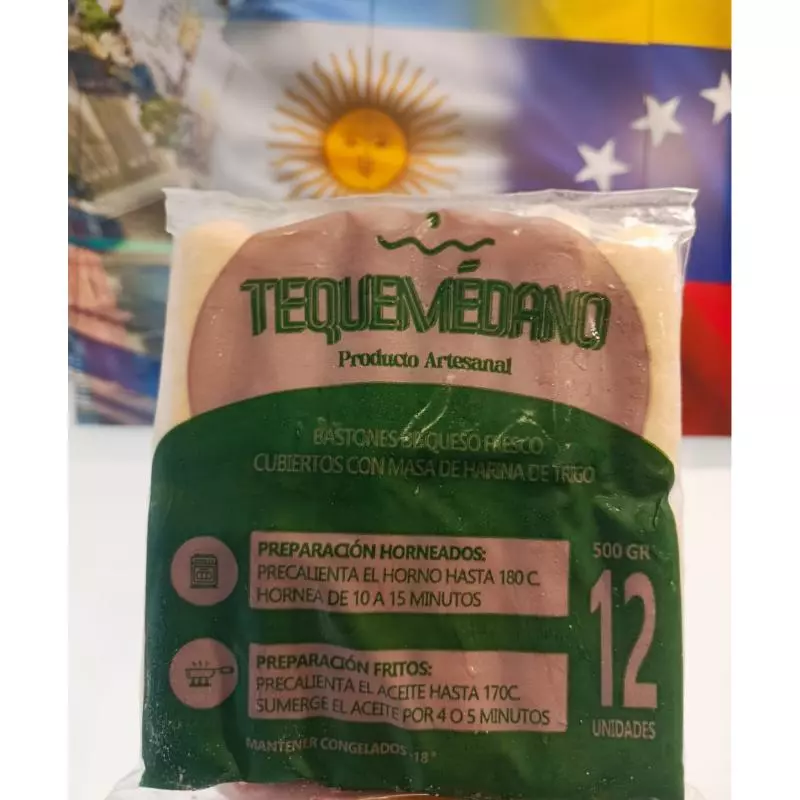 TEQUEMÉDANO
Producto Artesanal
BASTONES DE QUESO FRESCO
CUBIERTOS CON MASA DE HARINA DE TRIGO
PREPARACIÓN HORNEADOS:
PRECALIENTA EL HORNO HASTA 180 C.
HORNEA DE 10 A 15 MINUTOS
500 GR
12
UNIDADES
PREPARACIÓN FRITOS:
PRECALIENTA EL ACEITE HASTA 170C.
SUMERGE EL ACEITE POR 4 O 5 MINUTOS
MANTENER CONGELADOS -18°